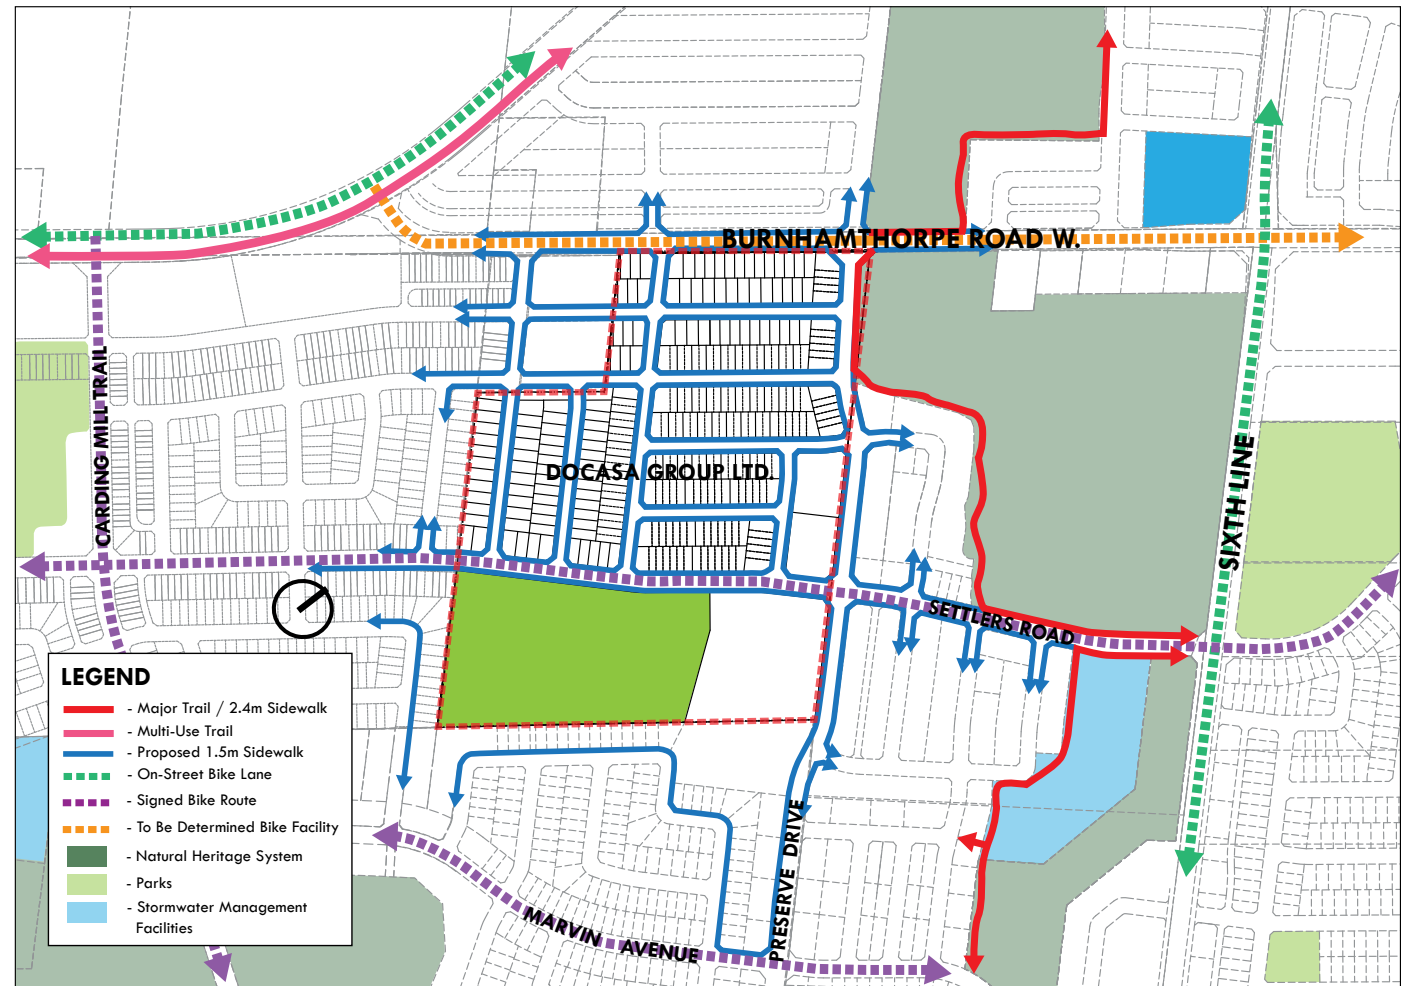 BURNHAMTHORPE ROAD W.
CARDING MILL TRAIL
SIXTH LINE
DOCASA GROUP LTD.
SETTLERS ROAD
LEGEND
- Major Trail / 2.4m Sidewalk
- Multi-Use Trail
- Proposed 1.5m Sidewalk
- On-Street Bike Lane
- Signed Bike Route
- To Be Determined Bike Facility
- Natural Heritage System
- Parks
- Stormwater Management
Facilities
PRESERVE DRIVE
MARVIN AVENUE